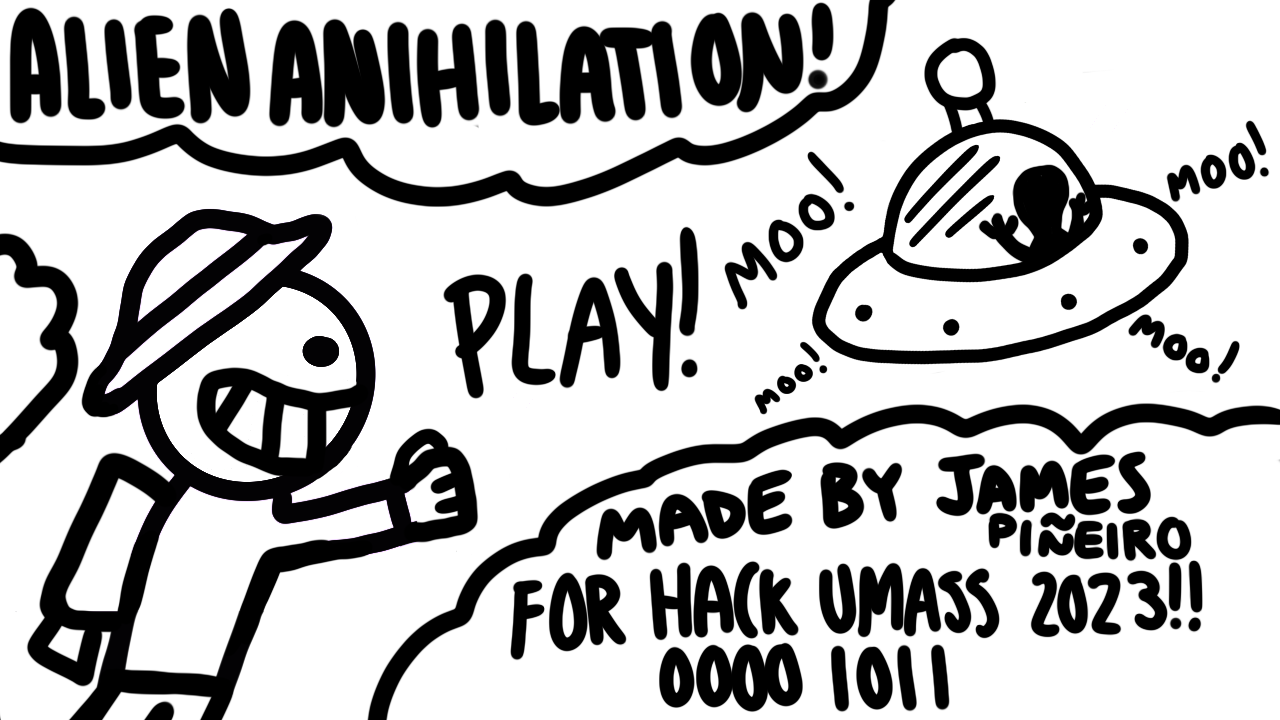 ALIEN ANIHILATION!
PLAY!
MOO!
MOO!
MOO!
MOO!
MADE BY JAMES
PIÑEIRO
FOR HACK UMASS 2023!!
0000 1011